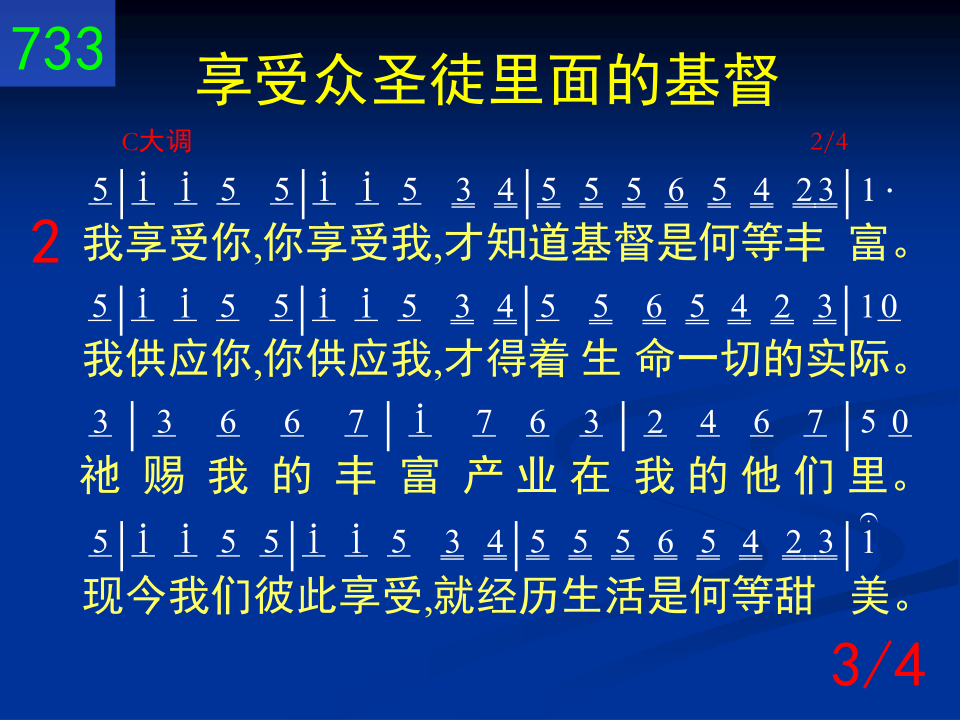 733
享受众圣徒里面的基督
C大调 2/4
5|i i 5 5|i i 5 3 4|5 5 5 6 5 4 2 3|1·
2
我享受你,你享受我,才知道基督是何等丰 富。
5|i i 5 5|i i 5 3 4|5 5 6 5 4 2 3|1 0
我供应你,你供应我,才得着 生 命一切的实际。
3|3 6 6 7|i 7 6 3|2 4 6 7|5 0
祂 赐 我 的 丰 富 产 业 在 我 的 他 们 里。
5|i i 5 5|i i 5 3 4|5 5 5 6 5 4 2 3|1
现今我们彼此享受,就经历生活是何等甜 美。
3/4